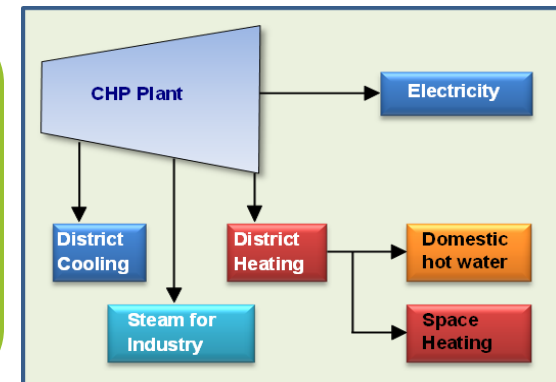 CHP Plant
Electricity
District
Cooling
District
Heating
Domestic
hot water
Steam for
Industry
Space
Heating